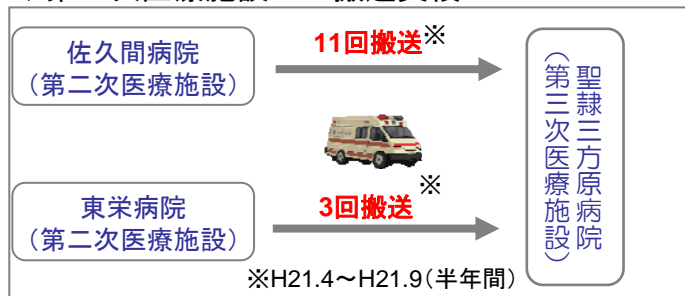 佐久間病院
(第二次医療施設)
11回搬送※
東栄病院
(第二次医療施設)
3回搬送※
聖隷三方原病院
(第三次医療施設)
※H21.4~H21.9(半年間)